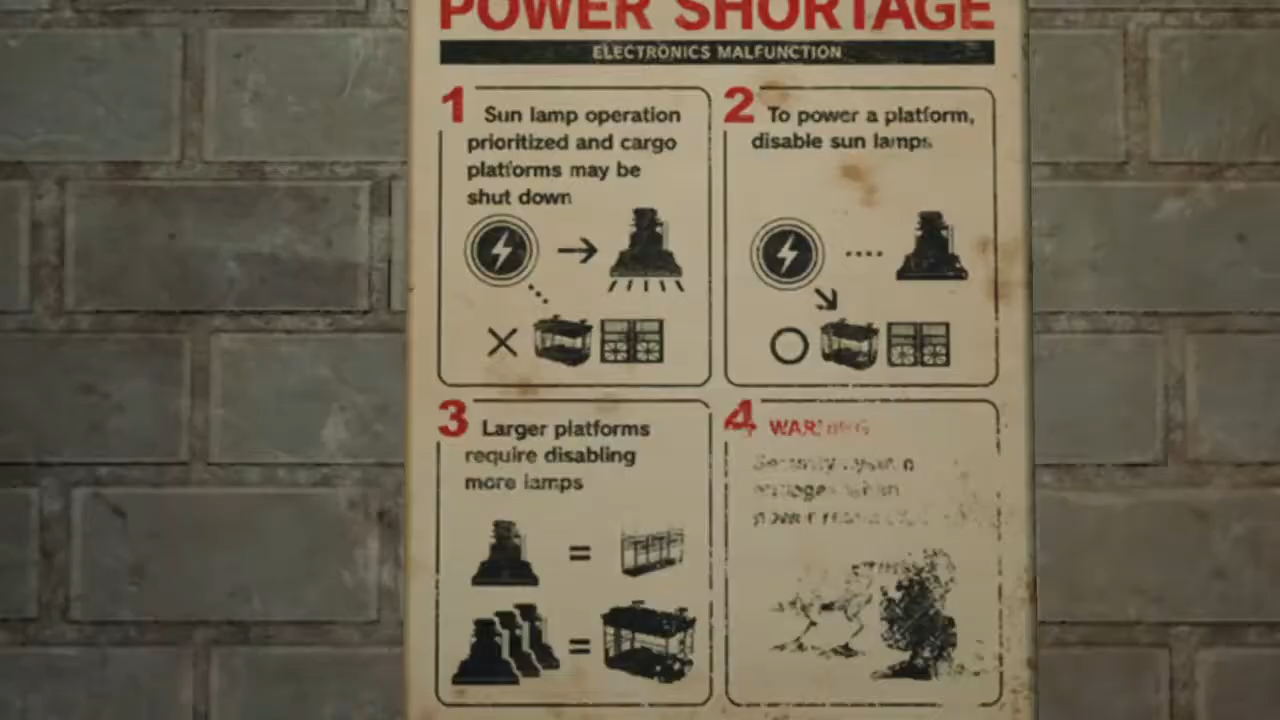 POWER SHORTAGE
ELECTRONICS MALFUNCTION
1 Sun lamp operation
prioritized and cargo
platforms may be
shut down
2 To power a platform,
disable sun lamps
3 Larger platforms
require disabling
more lamps
4 WARNING